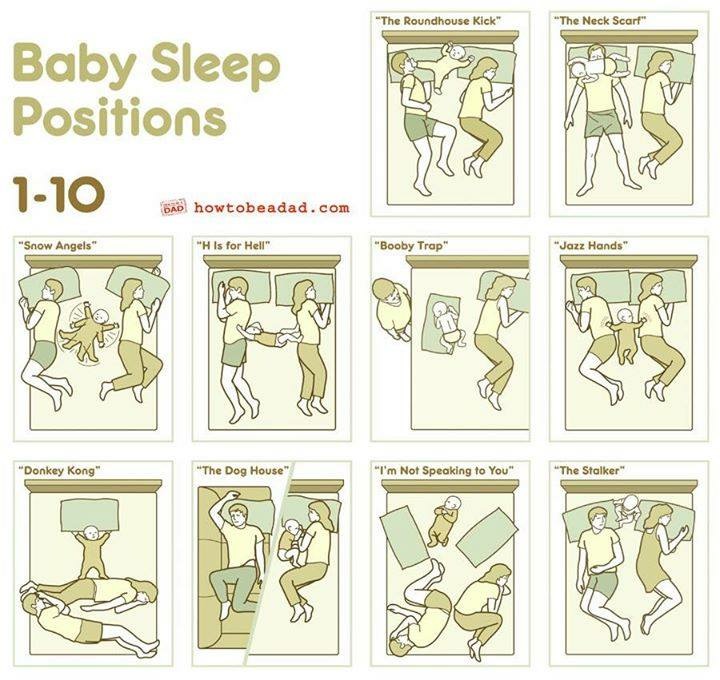 Baby Sleep
Positions
1-10
DAD howtobeadad.com
"The Roundhouse Kick"
"The Neck Scarf"
"Snow Angels"
"H Is for Hell"
"Booby Trap"
"Jazz Hands"
"Donkey Kong"
"The Dog House"
"I'm Not Speaking to You"
"The Stalker"